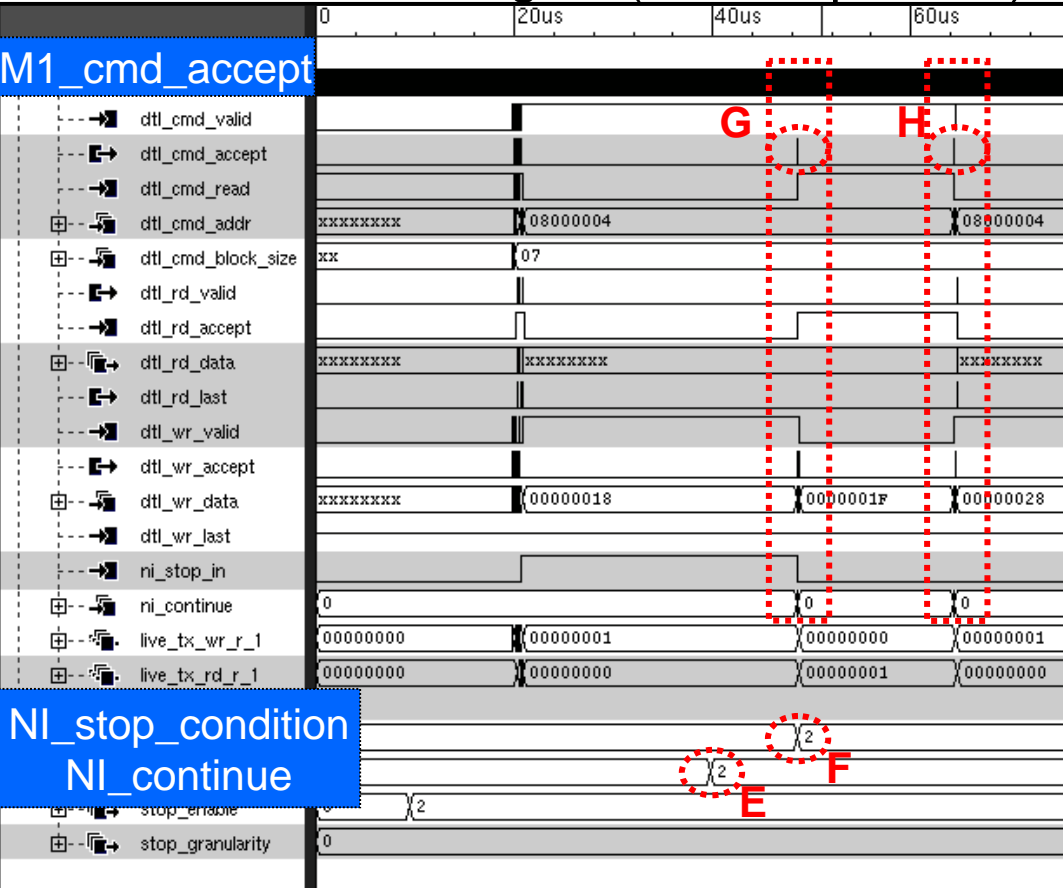 0 20us 40us 60us
M1_cmd_accept
dtl_cmd_valid G H
dtl_cmd_accept
dtl_cmd_read
dtl_cmd_addr xxxxxxxx 08000004 08000004
dtl_cmd_block_size xx 07
dtl_rd_valid
dtl_rd_accept
dtl_rd_data xxxxxxxx xxxxxxxx xxxxxxxx
dtl_rd_last
dtl_wr_valid
dtl_wr_accept
dtl_wr_data xxxxxxxx 00000018 0000001F 00000028
dtl_wr_last
ni_stop_in
ni_continue 0 0 0
live_tx_wr_r_1 00000000 00000001 00000000 00000001
live_tx_rd_r_1 00000000 00000000 00000001 00000000
NI_stop_condition 2 F
NI_continue 2 E
stop_enable 0 2
stop_granularity 0